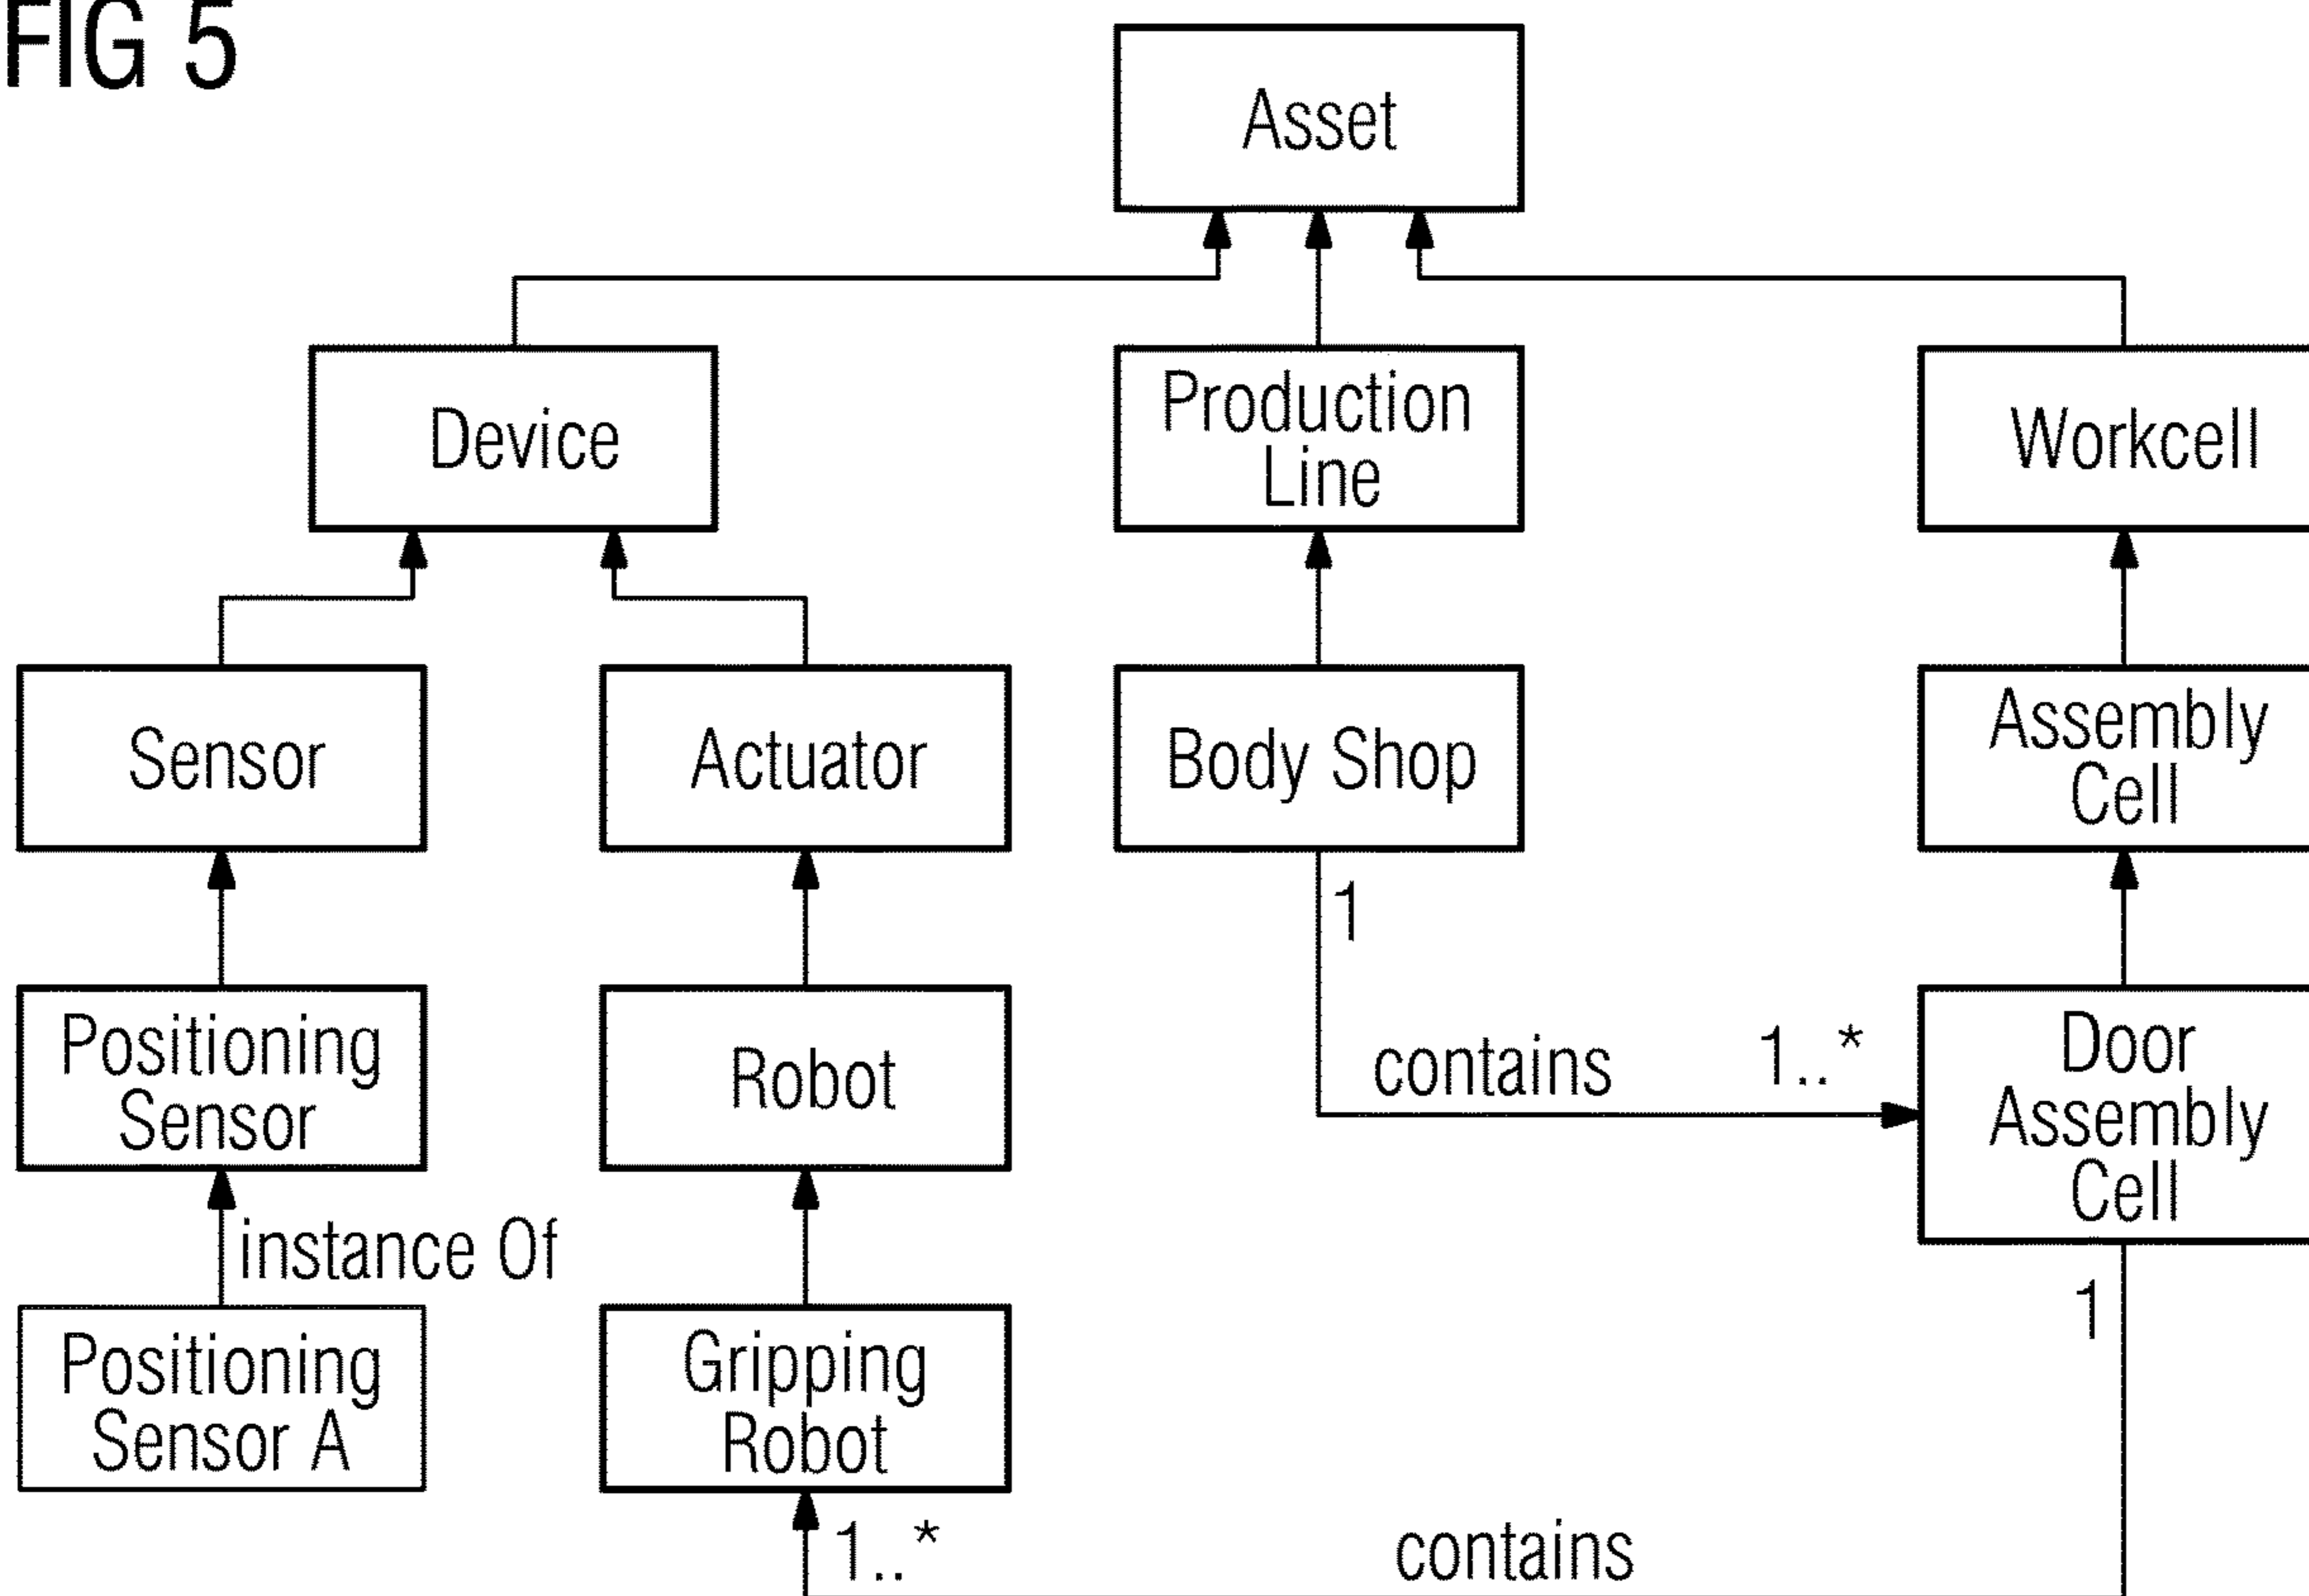 FIG 5
Asset
Device
Production
Line
Workcell
Sensor
Actuator
Body Shop
Assembly
Cell
1
Positioning
Sensor
Robot
contains
1..*
Door
Assembly
Cell
instance Of
1
Positioning
Sensor A
Gripping
Robot
1..*
contains